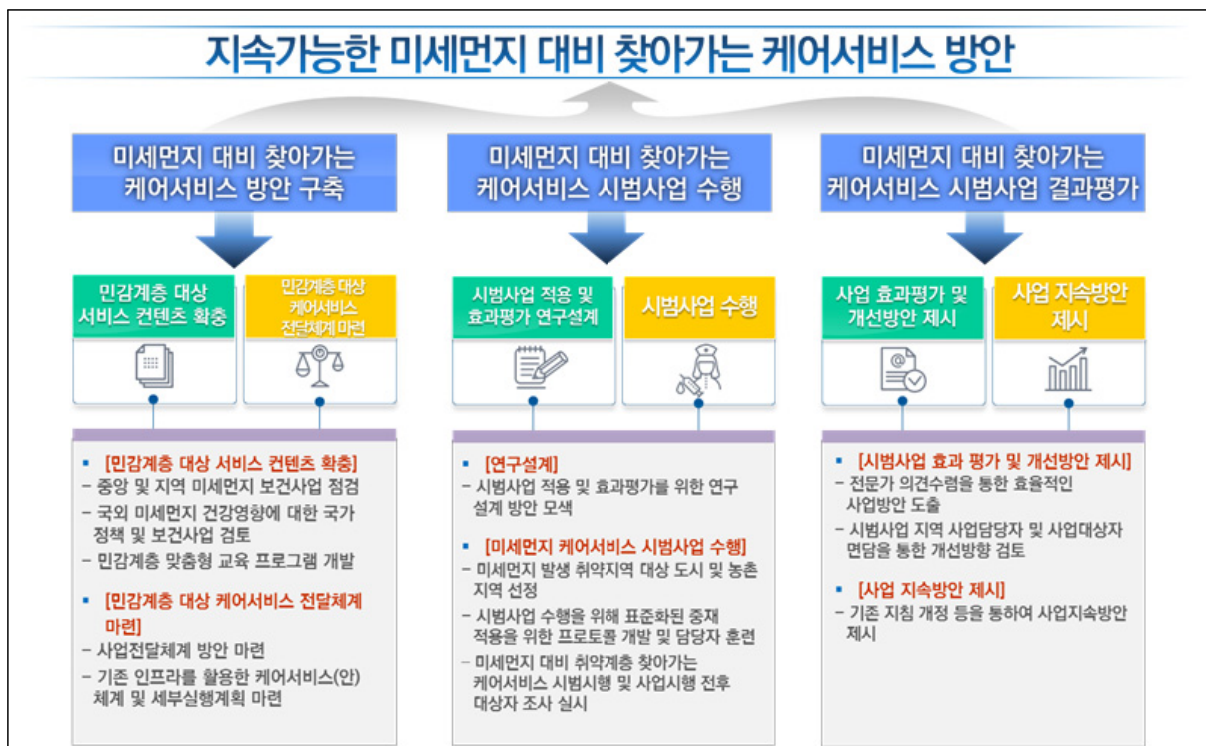 지속가능한 미세먼지 대비 찾아가는 케어서비스 방안
미세먼지 대비 찾아가는
케어서비스 방안 구축
민감계층 대상
서비스 컨텐츠 확충
민감계층 대상
케어서비스
전달체계 마련
▪ [민감계층 대상 서비스 컨텐츠 확충]
– 중앙 및 지역 미세먼지 보건사업 점검
– 국외 미세먼지 건강영향에 대한 국가
정책 및 보건사업 검토
– 민감계층 맞춤형 교육 프로그램 개발
▪ [민감계층 대상 케어서비스 전달체계
마련]
– 사업전달체계 방안 마련
– 기존 인프라를 활용한 케어서비스(안)
체계 및 세부실행계획 마련
미세먼지 대비 찾아가는
케어서비스 시범사업 수행
시범사업 적용 및
효과평가 연구설계
시범사업 수행
▪ [연구설계]
– 시범사업 적용 및 효과평가를 위한 연구
설계 방안 모색
▪ [미세먼지 케어서비스 시범사업 수행]
– 미세먼지 발생 취약지역 대상 도시 및 농촌
지역 선정
– 시범사업 수행을 위해 표준화된 중재
적용을 위한 프로토콜 개발 및 담당자 훈련
– 미세먼지 대비 취약계층 찾아가는
케어서비스 시범시행 및 사업시행 전후
대상자 조사 실시
미세먼지 대비 찾아가는
케어서비스 시범사업 결과평가
사업 효과평가 및
개선방안 제시
사업 지속방안
제시
▪ [시범사업 효과 평가 및 개선방안 제시]
– 전문가 의견수렴을 통한 효율적인
사업방안 도출
– 시범사업 지역 사업담당자 및 사업대상자
면담을 통한 개선방향 검토
▪ [사업 지속방안 제시]
– 기존 지침 개정 등을 통하여 사업지속방안
제시